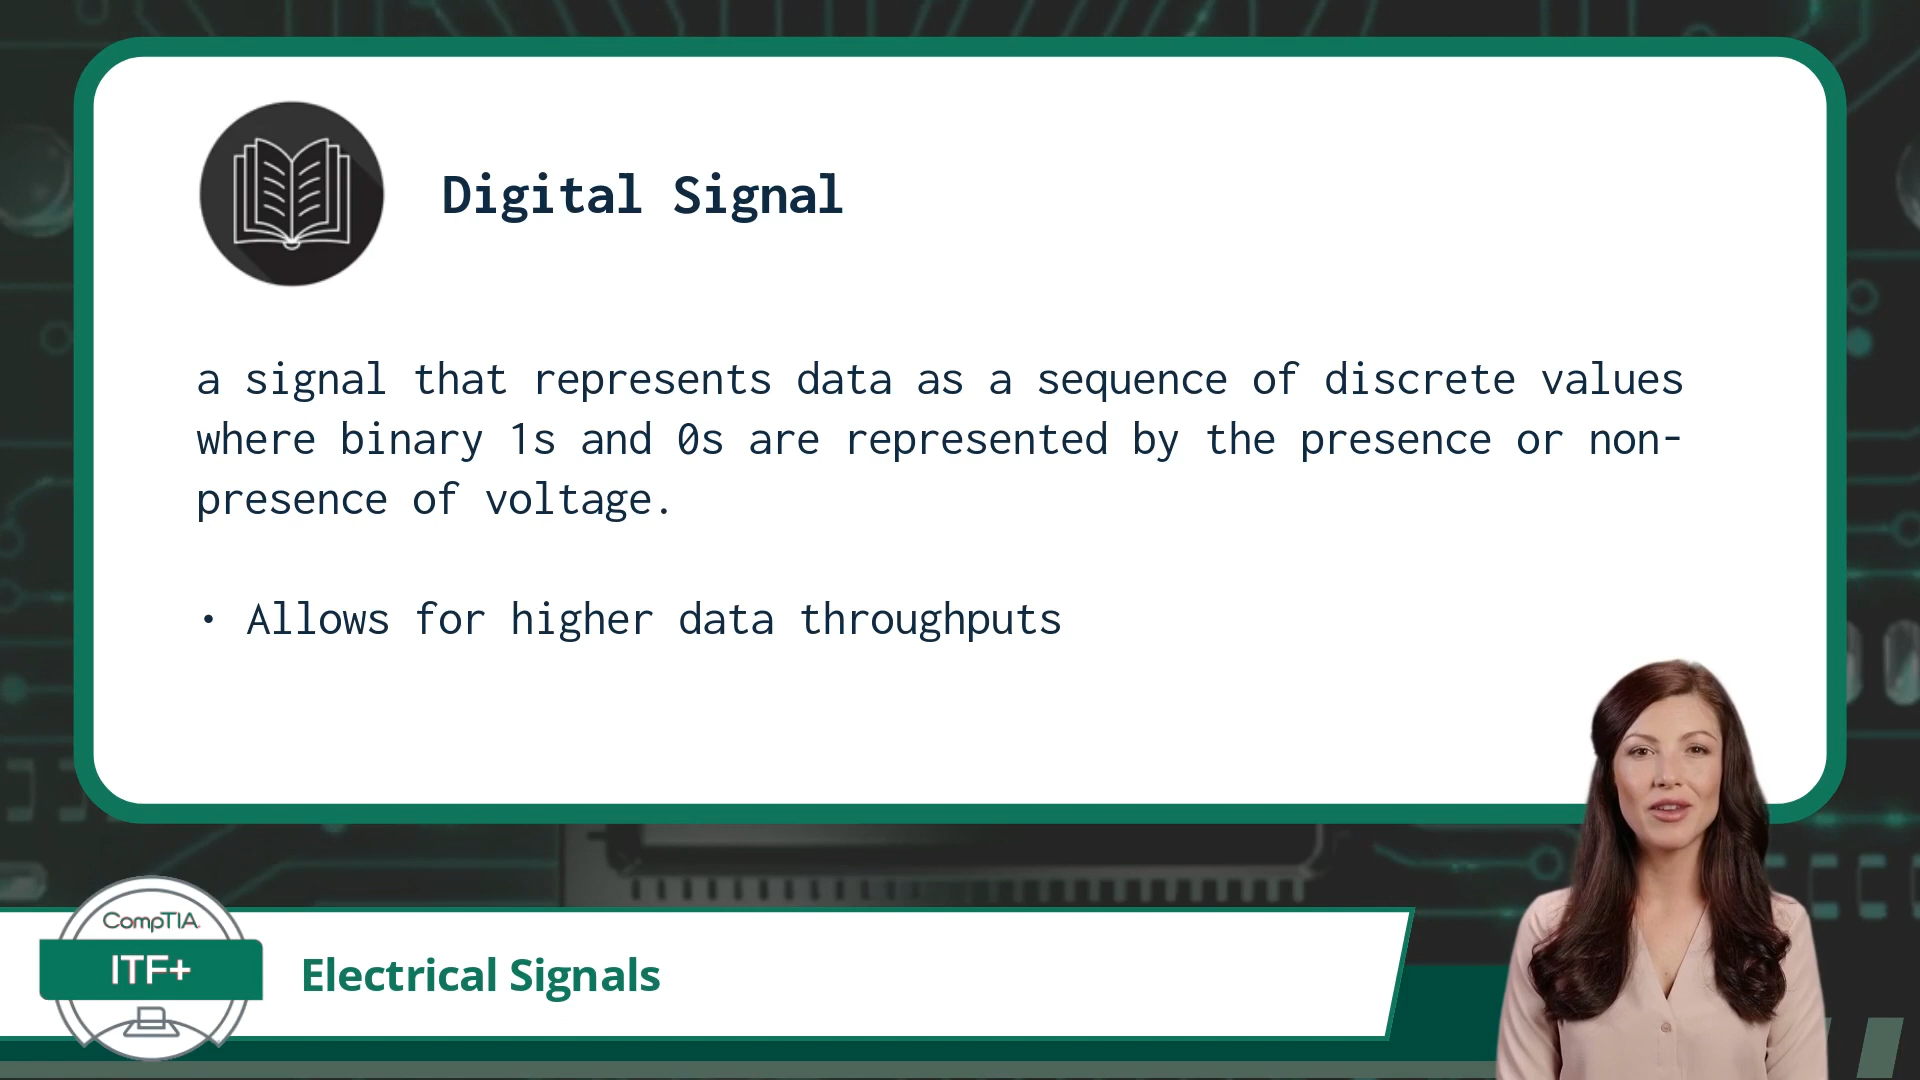 Digital Signal
a signal that represents data as a sequence of discrete values
where binary 1s and 0s are represented by the presence or non-
presence of voltage.
• Allows for higher data throughputs
CompTIA
ITF+
Electrical Signals